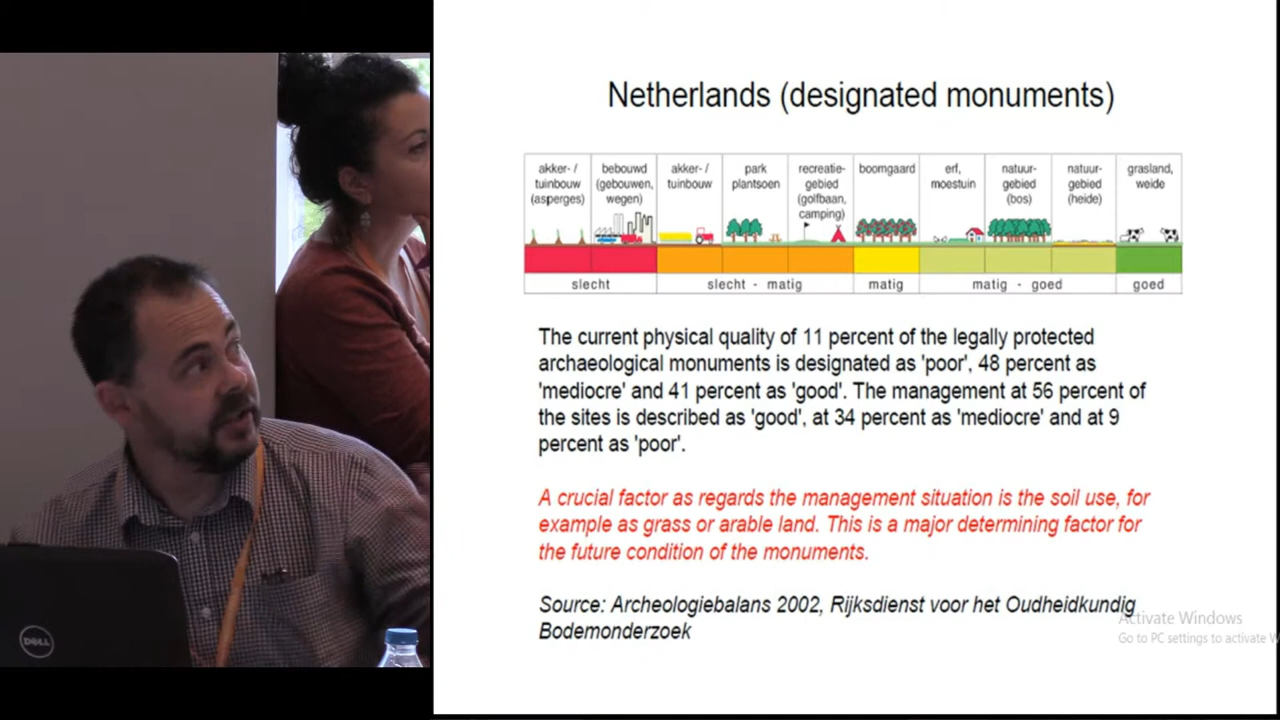 Netherlands (designated monuments)
akker- /
tuinbouw
(asperges)
bebouwd
(gebouwen,
wegen)
akker- /
tuinbouw
park
plantsoen
recreatie-
gebied
(golfbaan,
camping)
boomgaard
erf,
moestuin
natuur-
gebied
(bos)
natuur-
gebied
(heide)
grasland,
weide
slecht
slecht - matig
matig
matig - goed
goed
The current physical quality of 11 percent of the legally protected
archaeological monuments is designated as 'poor', 48 percent as
'mediocre' and 41 percent as 'good'. The management at 56 percent of
the sites is described as 'good', at 34 percent as 'mediocre' and at 9
percent as 'poor'.
A crucial factor as regards the management situation is the soil use, for
example as grass or arable land. This is a major determining factor for
the future condition of the monuments.
Source: Archeologiebalans 2002, Rijksdienst voor het Oudheidkundig
Bodemonderzoek
Activate Windows
Go to PC settings to activate W
DELL